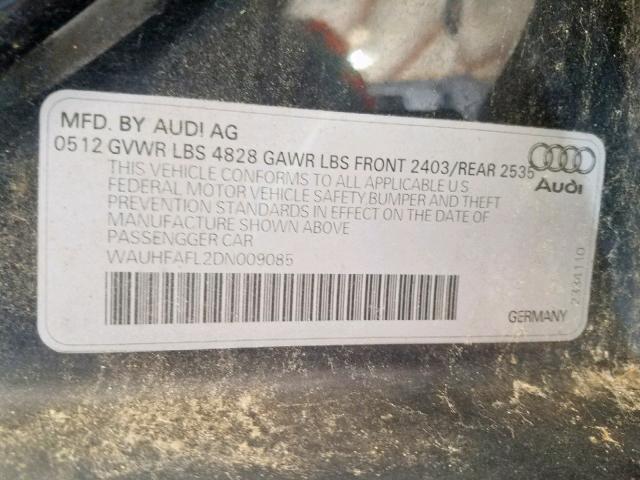 MFD. BY AUD! AG
0512 GVWR LBS 4828 GAWR LBS FRONT 2403/REAR 2535
THIS VEHICLE CONFORMS TO ALL APPLICABLE U.S
FEDERAL MOTOR VEHICLE SAFETY,BUMPER AND THEFT
PREVENTION STANDARDS IN EFFECT ON THE DATE OF
MANUFACTURE SHOWN ABOVE
PASSENGGER CAR
WAUHFAFL2DN009085
Audi
2434110
GERMANY